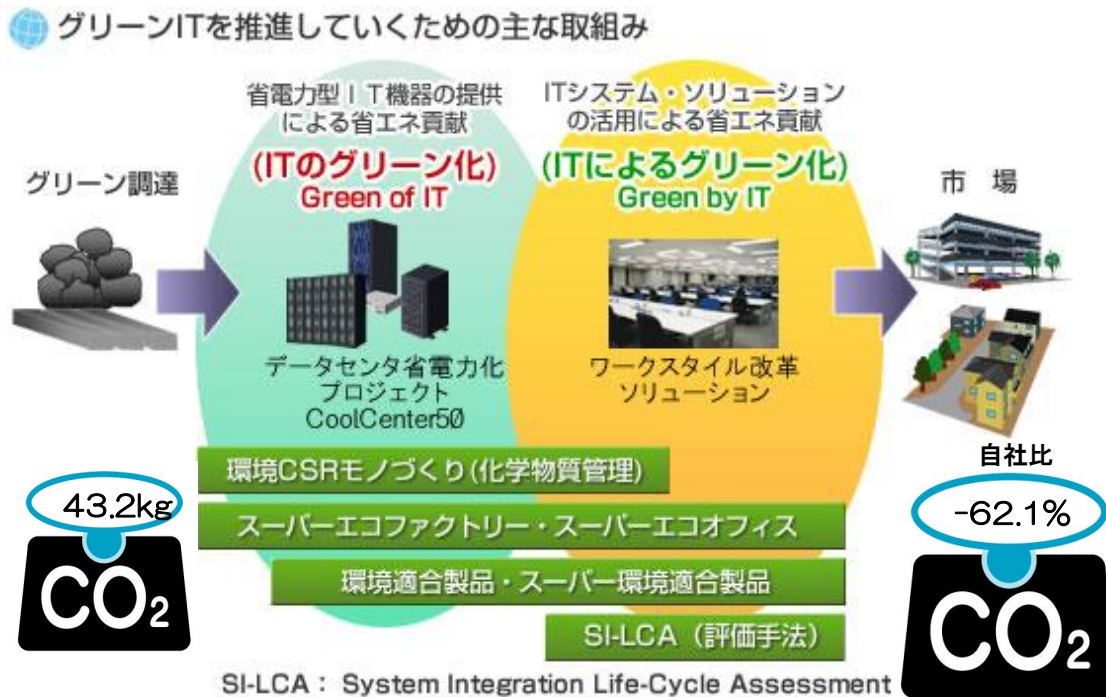 グリーンITを推進していくための主な取組み
省電力型ＩＴ機器の提供
による省エネ貢献
(ITのグリーン化)
Green of IT
ITシステム・ソリューション
の活用による省エネ貢献
(ITによるグリーン化)
Green by IT
グリーン調達
市　場
データセンタ省電力化
プロジェクト
CoolCenter50
ワークスタイル改革
ソリューション
環境CSRモノづくり(化学物質管理)
スーパーエコファクトリー・スーパーエコオフィス
環境適合製品・スーパー環境適合製品
SI-LCA（評価手法）
43.2kg
CO2
自社比
-62.1%
CO2
SI-LCA： System Integration Life-Cycle Assessment